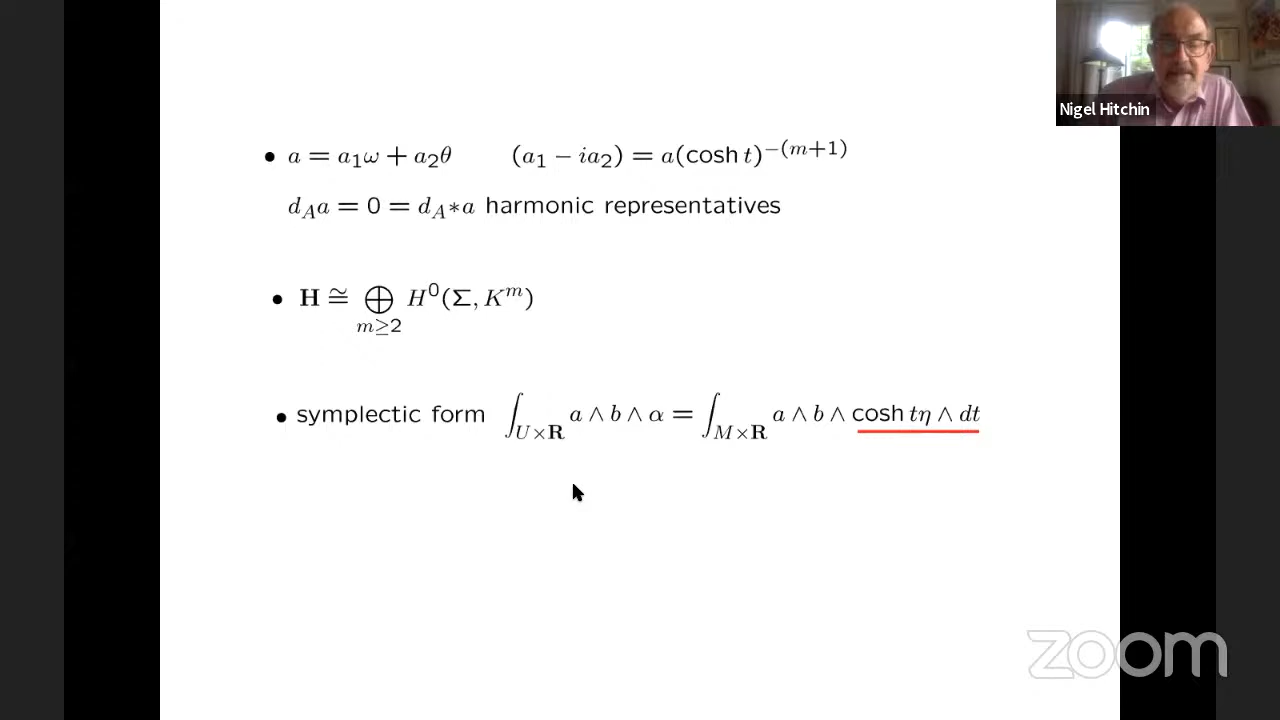 Nigel Hitchin
• a = a₁ω + a₂θ (a₁ − ia₂) = a(cosh t)^{−(m+1)}
d_A a = 0 = d_A ∗a harmonic representatives
• H ≅ ⨁_{m≥2} H⁰(Σ, K^m)
• symplectic form ∫_{U×R} a ∧ b ∧ α = ∫_{M×R} a ∧ b ∧ cosh tη ∧ dt
zoom